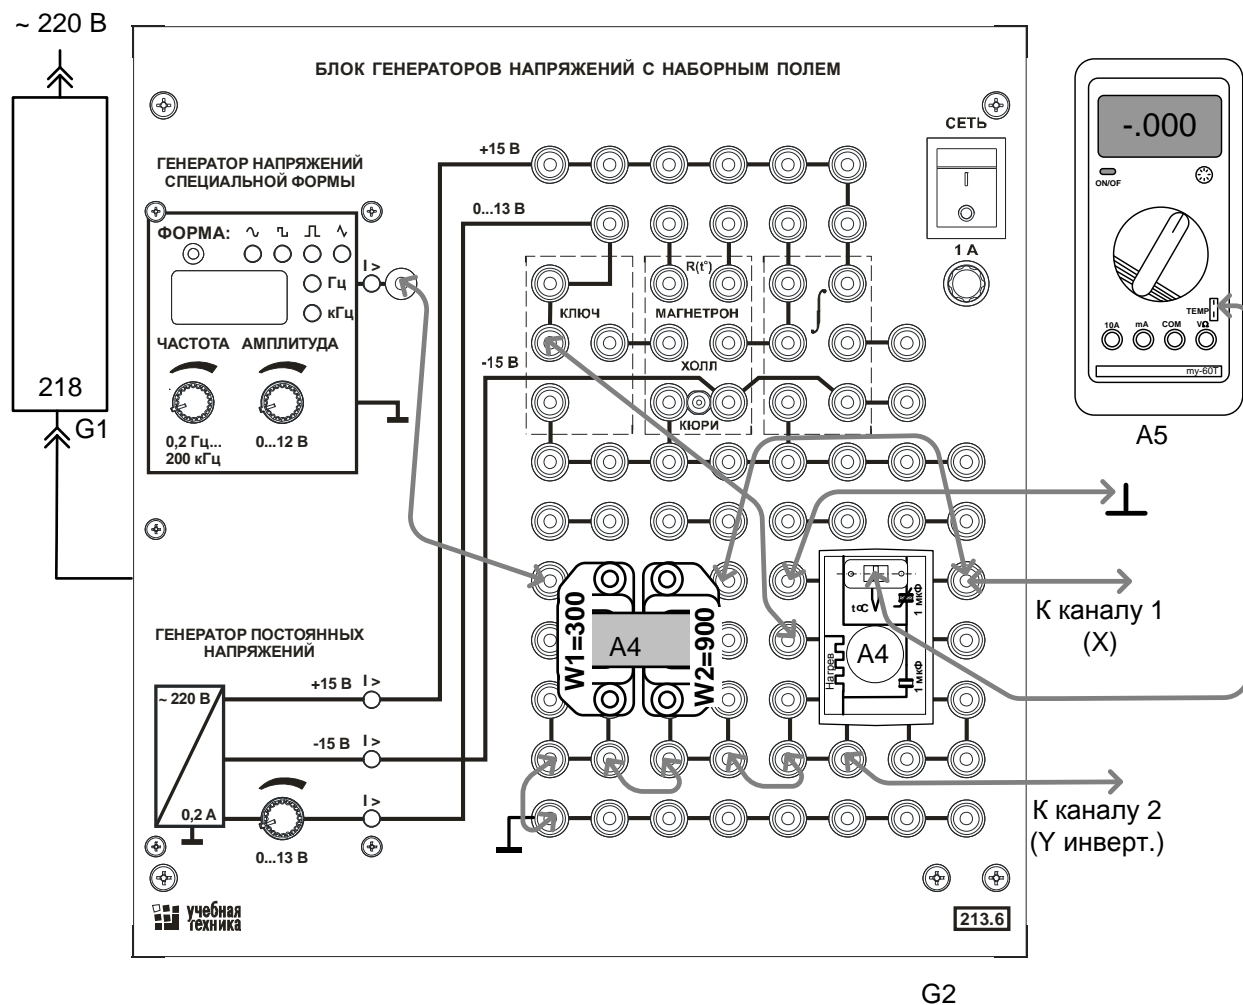 ~ 220 В
БЛОК ГЕНЕРАТОРОВ НАПРЯЖЕНИЙ С НАБОРНЫМ ПОЛЕМ
СЕТЬ
1 А
218
G1
ГЕНЕРАТОР НАПРЯЖЕНИЙ
СПЕЦИАЛЬНОЙ ФОРМЫ
ФОРМА:
I >
Гц
кГц
ЧАСТОТА
АМПЛИТУДА
0,2 Гц...
200 кГц
0...12 В
+15 В
0...13 В
-15 В
R(t°)
КЛЮЧ
МАГНЕТРОН
∫
ХОЛЛ
КЮРИ
-.000
ON/OF
TEMP
10A
mA
COM
VΩ
my-60T
A5
W1=300
A4
W2=900
t°C
1 мкФ
Нагрев
A4
1 мкФ
К каналу 1
(X)
К каналу 2
(Y инверт.)
ГЕНЕРАТОР ПОСТОЯННЫХ
НАПРЯЖЕНИЙ
~ 220 В
+15 В
I >
-15 В
I >
0,2 А
I >
0...13 В
учебная
техника
213.6
G2